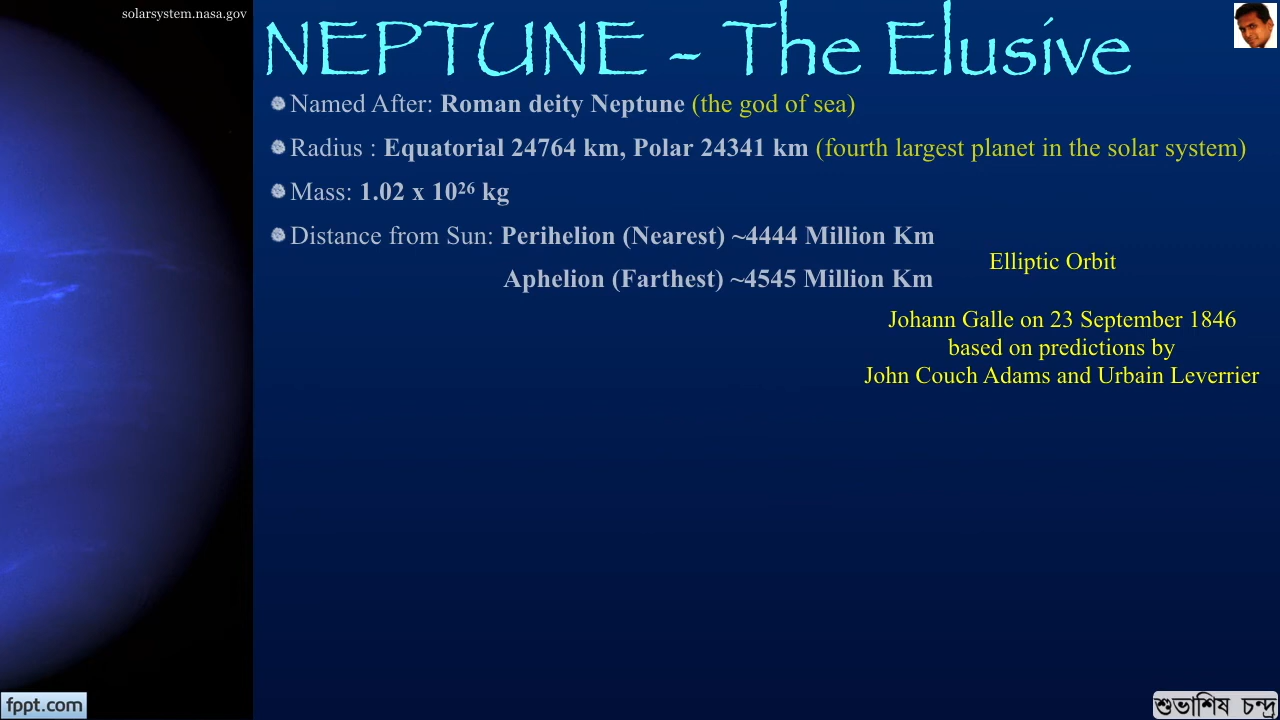 solarsystem.nasa.gov
NEPTUNE - The Elusive
Named After: Roman deity Neptune (the god of sea)
Radius : Equatorial 24764 km, Polar 24341 km (fourth largest planet in the solar system)
Mass: 1.02 x 10²⁶ kg
Distance from Sun: Perihelion (Nearest) ~4444 Million Km
Elliptic Orbit
Aphelion (Farthest) ~4545 Million Km
Johann Galle on 23 September 1846
based on predictions by
John Couch Adams and Urbain Leverrier
fppt.com
শুভাশিষ চন্দ্র